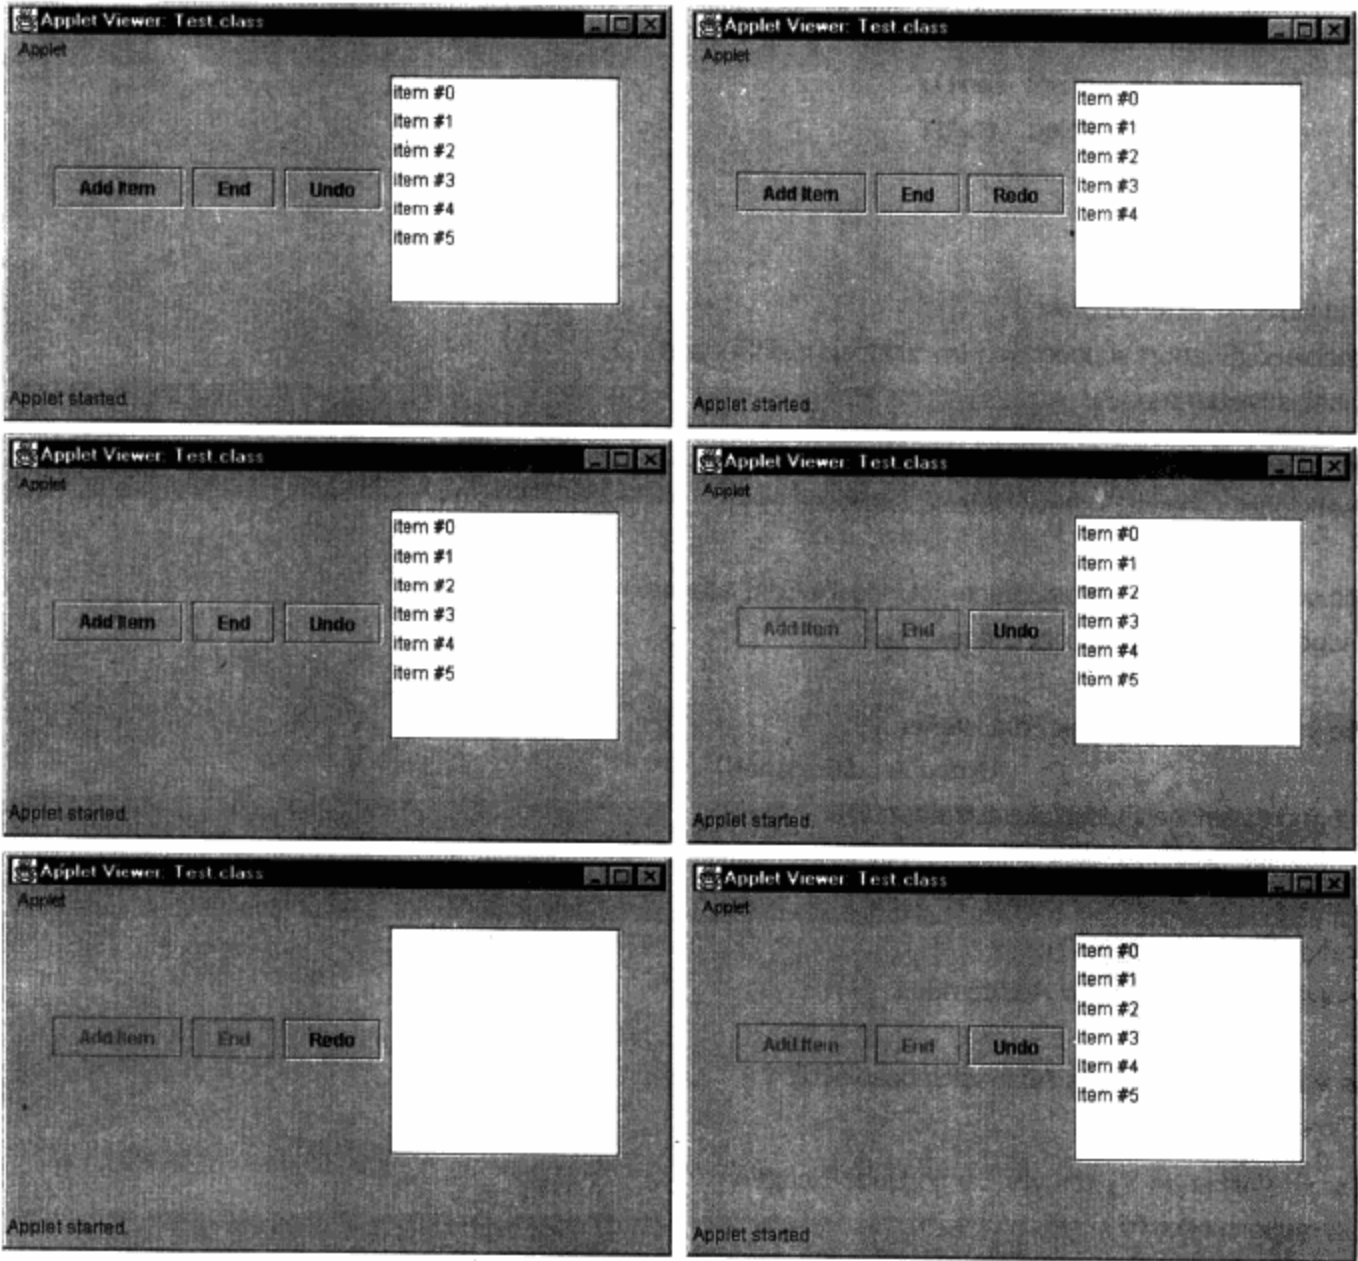 Applet Viewer: Test.class
Applet
Item #0
Item #1
Item #2
Item #3
Item #4
Item #5
Add Item
End
Undo
Applet started.
Applet Viewer: Test.class
Applet
Item #0
Item #1
Item #2
Item #3
Item #4
Add Item
End
Redo
Applet started.
Applet Viewer: Test.class
Applet
Item #0
Item #1
Item #2
Item #3
Item #4
Item #5
Add Item
End
Undo
Applet started.
Applet Viewer: Test.class
Applet
Item #0
Item #1
Item #2
Item #3
Item #4
Item #5
Add Item
End
Undo
Applet started.
Applet Viewer: Test.class
Applet
Add Item
End
Redo
Applet started.
Applet Viewer: Test.class
Applet
Item #0
Item #1
Item #2
Item #3
Item #4
Item #5
Add Item
End
Undo
Applet started